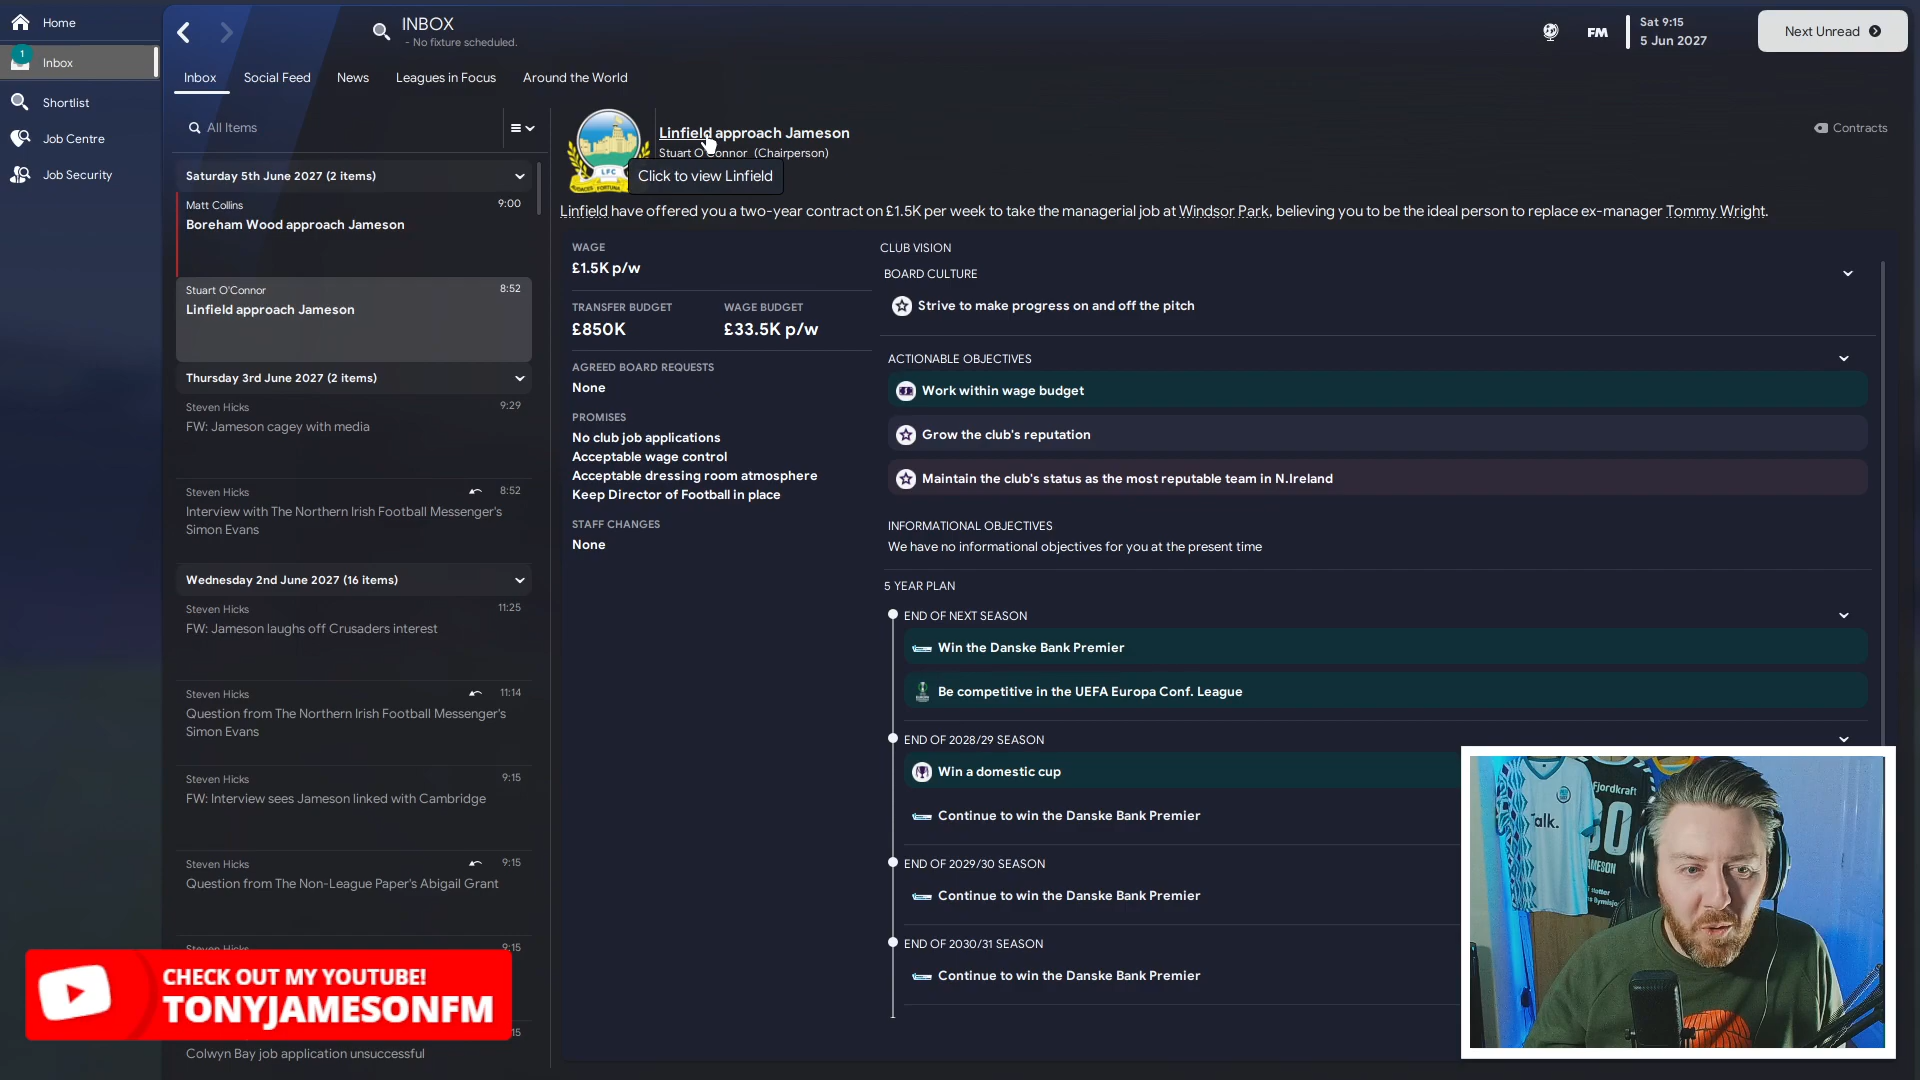 Home
1
Inbox
Shortlist
Job Centre
Job Security
INBOX
- No fixture scheduled.
FM
Sat 9:15
5 Jun 2027
Next Unread
Inbox
Social Feed
News
Leagues in Focus
Around the World
All Items
Saturday 5th June 2027 (2 items)
Matt Collins
9:00
Boreham Wood approach Jameson
Stuart O'Connor
8:52
Linfield approach Jameson
Thursday 3rd June 2027 (2 items)
Steven Hicks
9:29
FW: Jameson cagey with media
Steven Hicks
8:52
Interview with The Northern Irish Football Messenger's
Simon Evans
Wednesday 2nd June 2027 (16 items)
Steven Hicks
11:25
FW: Jameson laughs off Crusaders interest
Steven Hicks
11:14
Question from The Northern Irish Football Messenger's
Simon Evans
Steven Hicks
9:15
FW: Interview sees Jameson linked with Cambridge
Steven Hicks
9:15
Question from The Non-League Paper's Abigail Grant
Steven Hicks
9:15
CHECK OUT MY YOUTUBE!
TONYJAMESONFM
15
Colwyn Bay job application unsuccessful
LFC
Linfield approach Jameson
Stuart O'Connor (Chairperson)
Click to view Linfield
Contracts
Linfield have offered you a two-year contract on £1.5K per week to take the managerial job at Windsor Park, believing you to be the ideal person to replace ex-manager Tommy Wright.
WAGE
£1.5K p/w
TRANSFER BUDGET
£850K
WAGE BUDGET
£33.5K p/w
AGREED BOARD REQUESTS
None
PROMISES
No club job applications
Acceptable wage control
Acceptable dressing room atmosphere
Keep Director of Football in place
STAFF CHANGES
None
CLUB VISION
BOARD CULTURE
Strive to make progress on and off the pitch
ACTIONABLE OBJECTIVES
Work within wage budget
Grow the club's reputation
Maintain the club's status as the most reputable team in N.Ireland
INFORMATIONAL OBJECTIVES
We have no informational objectives for you at the present time
5 YEAR PLAN
END OF NEXT SEASON
Win the Danske Bank Premier
Be competitive in the UEFA Europa Conf. League
END OF 2028/29 SEASON
Win a domestic cup
Continue to win the Danske Bank Premier
END OF 2029/30 SEASON
Continue to win the Danske Bank Premier
END OF 2030/31 SEASON
Continue to win the Danske Bank Premier
Talk.
Fjordkraft
30
JAMESON